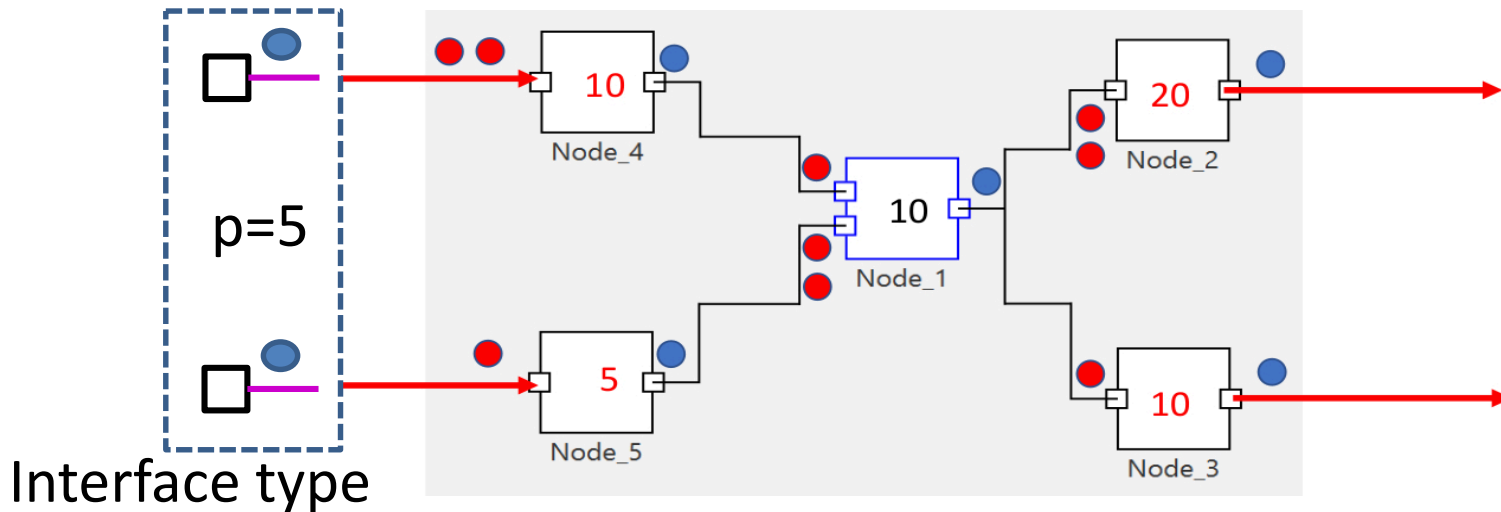 p=5
Interface type
10
Node_4
5
Node_5
10
Node_1
20
Node_2
10
Node_3